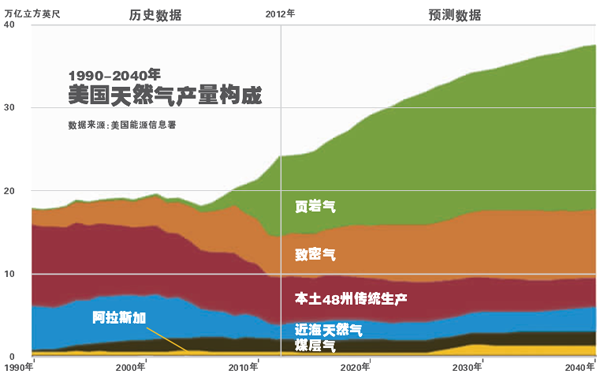 万亿立方英尺
历史数据
2012年
预测数据
40
1990-2040年
美国天然气产量构成
数据来源:美国能源信息署
30
20
页岩气
致密气
10
本土48州传统生产
阿拉斯加
近海天然气
煤层气
0
1990年
2000年
2010年
2020年
2030年
2040年